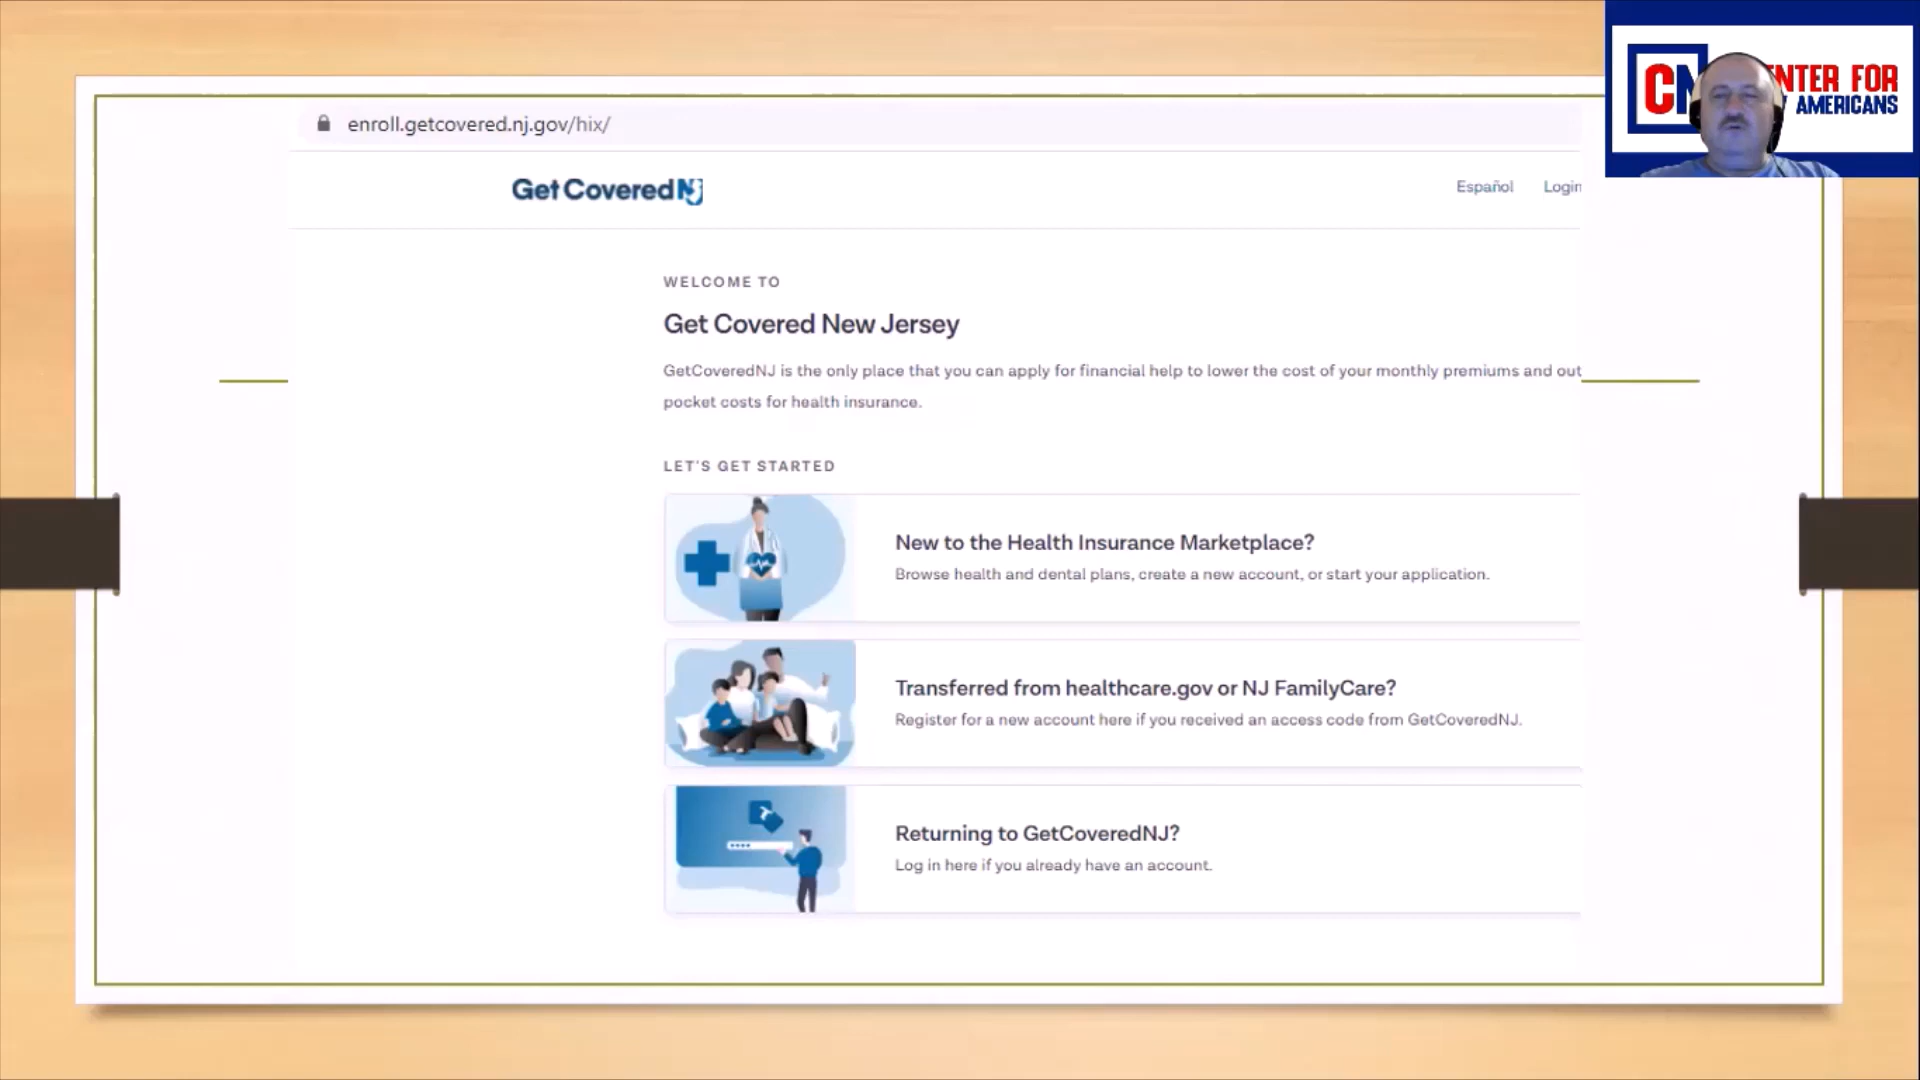 enroll.getcovered.nj.gov/hix/
CN
ENTER FOR
AMERICANS
Get Covered NJ
Español Login
WELCOME TO
Get Covered New Jersey
GetCoveredNJ is the only place that you can apply for financial help to lower the cost of your monthly premiums and out
pocket costs for health insurance.
LET'S GET STARTED
New to the Health Insurance Marketplace?
Browse health and dental plans, create a new account, or start your application.
Transferred from healthcare.gov or NJ FamilyCare?
Register for a new account here if you received an access code from GetCoveredNJ.
Returning to GetCoveredNJ?
Log in here if you already have an account.